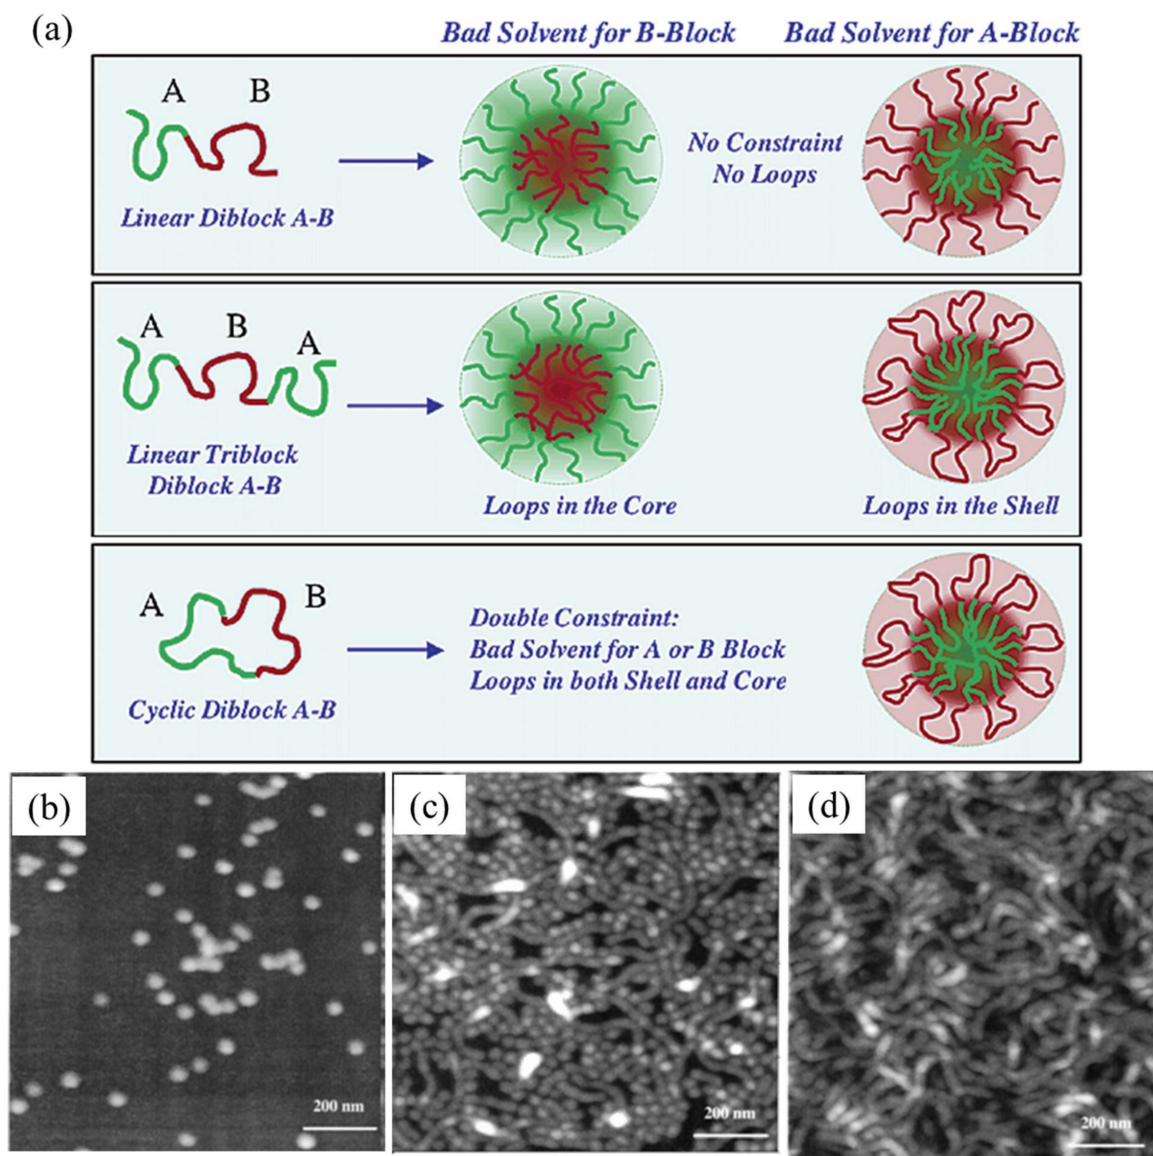 (a)
Bad Solvent for B-Block
Bad Solvent for A-Block
A
B
No Constraint
No Loops
Linear Diblock A-B
A
B
A
Linear Triblock
Diblock A-B
Loops in the Core
Loops in the Shell
A
B
Double Constraint:
Bad Solvent for A or B Block
Loops in both Shell and Core
Cyclic Diblock A-B
(b)
(c)
(d)
200 nm
200 nm
200 nm